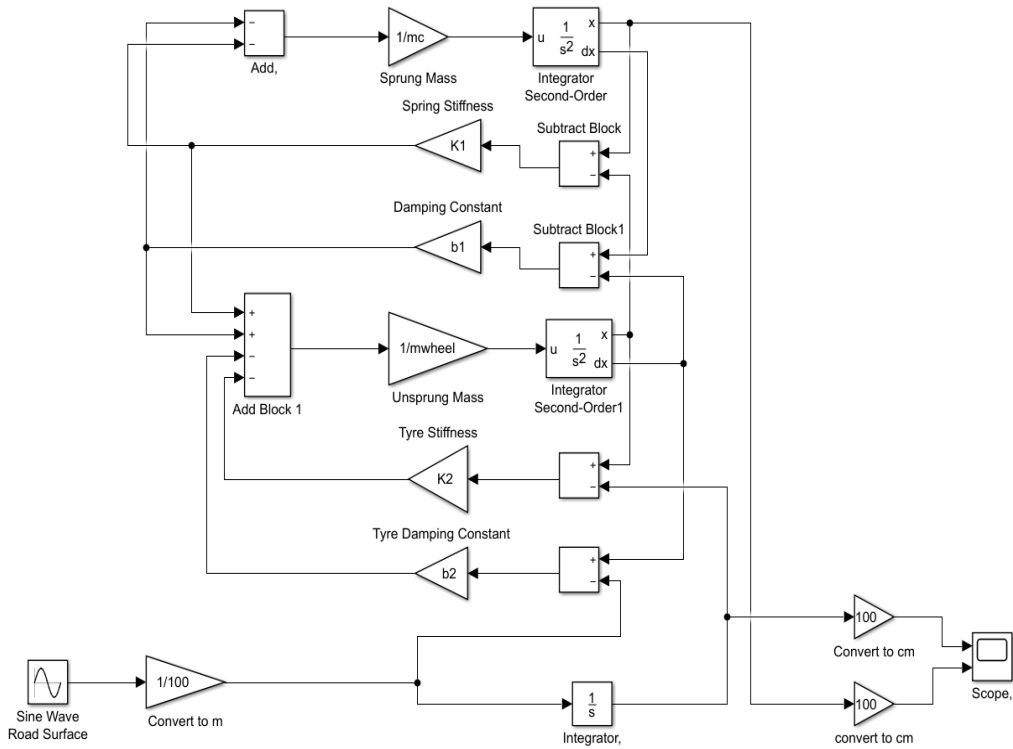 −
−
Add,
1/mc
Sprung Mass
u
1
s2
x
dx
Integrator
Second-Order
Spring Stiffness
K1
Subtract Block
+
−
Damping Constant
b1
Subtract Block1
+
−
+
+
−
−
Add Block 1
1/mwheel
Unsprung Mass
u
1
s2
x
dx
Integrator
Second-Order1
Tyre Stiffness
K2
+
−
Tyre Damping Constant
b2
+
−
100
Convert to cm
Scope,
Sine Wave
Road Surface
1/100
Convert to m
1
s
Integrator,
100
convert to cm